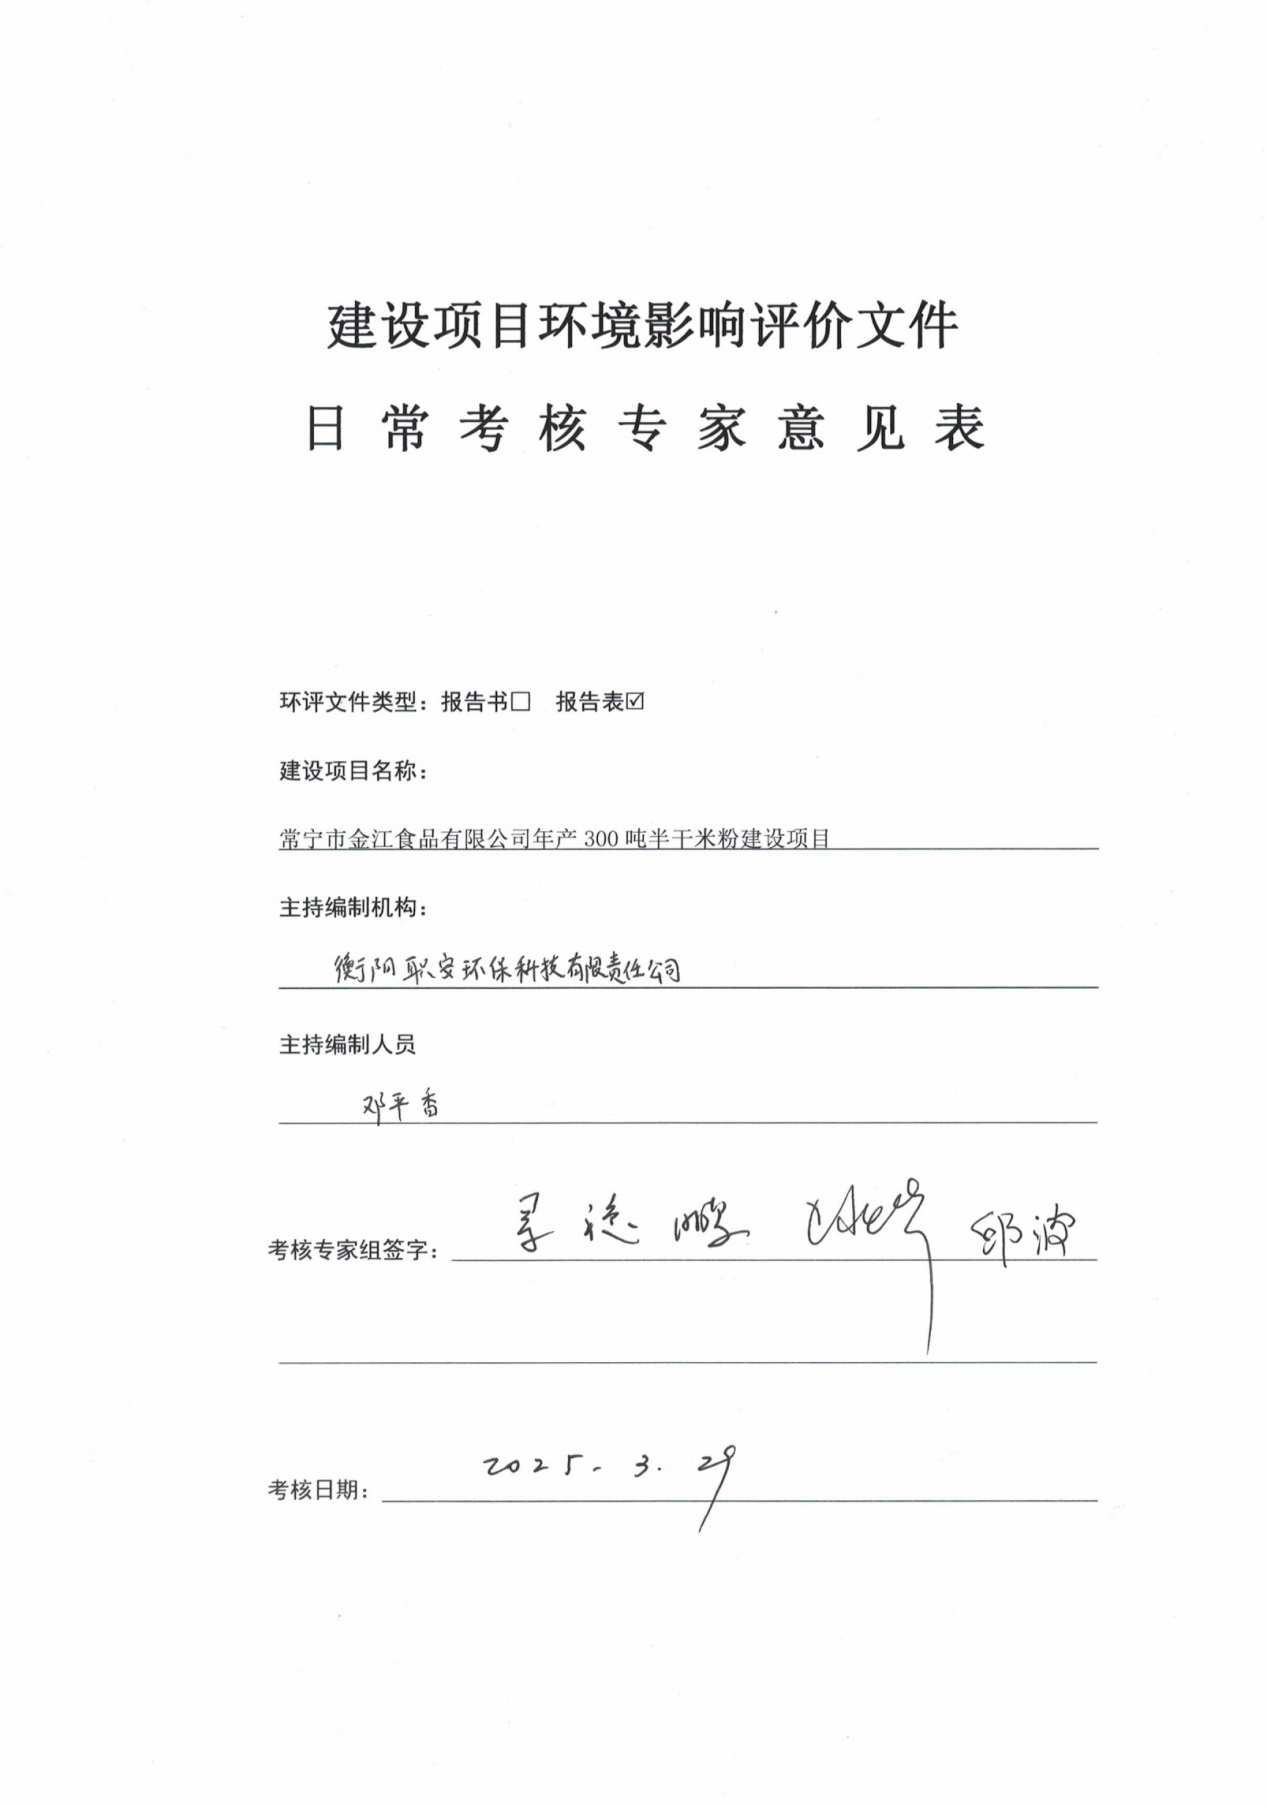 建设项目环境影响评价文件
日常考核专家意见表
环评文件类型：报告书☐ 报告表☑
建设项目名称：
常宁市金江食品有限公司年产 300 吨半干米粉建设项目
主持编制机构：
衡阳职安环保科技有限责任公司
主持编制人员
邓平香
考核专家组签字： 邱波
考核日期： 2025. 3. 29